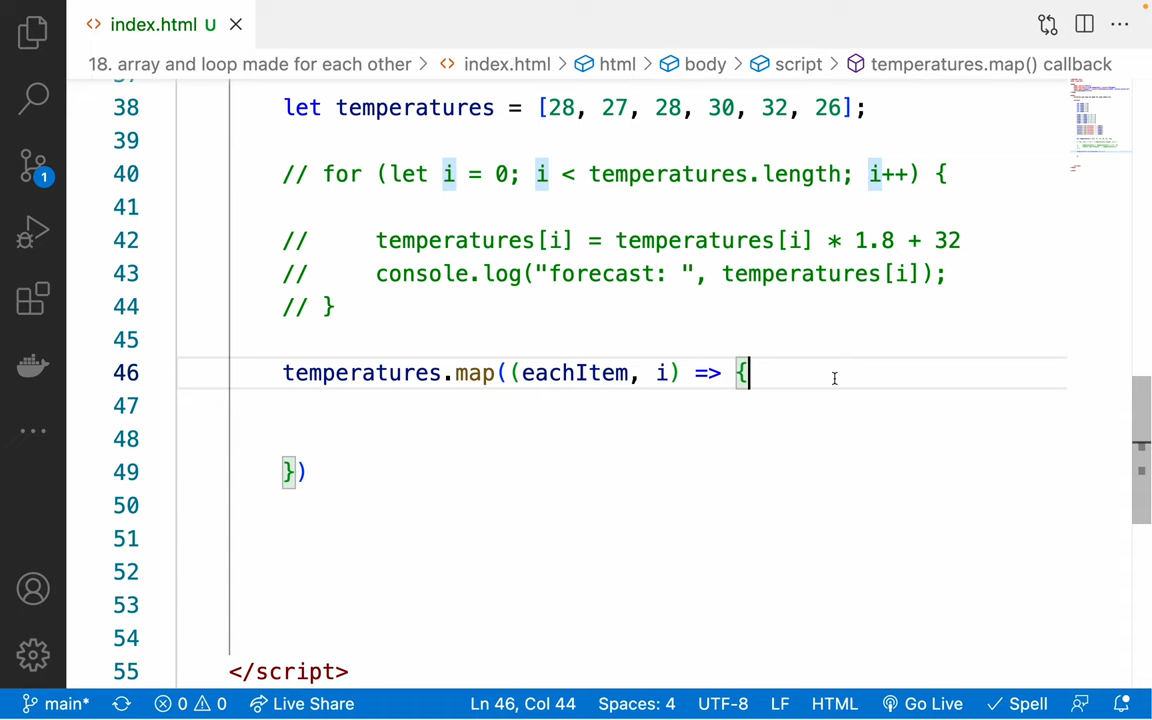 index.html U
18. array and loop made for each other > index.html > html > body > script > temperatures.map() callback
38 let temperatures = [28, 27, 28, 30, 32, 26];
39
40 // for (let i = 0; i < temperatures.length; i++) {
41
42 //     temperatures[i] = temperatures[i] * 1.8 + 32
43 //     console.log("forecast: ", temperatures[i]);
44 // }
45
46 temperatures.map((eachItem, i) => {
47
48
49 })
50
51
52
53
54
55 </script>
1
main* 0 0 Live Share Ln 46, Col 44 Spaces: 4 UTF-8 LF HTML Go Live Spell